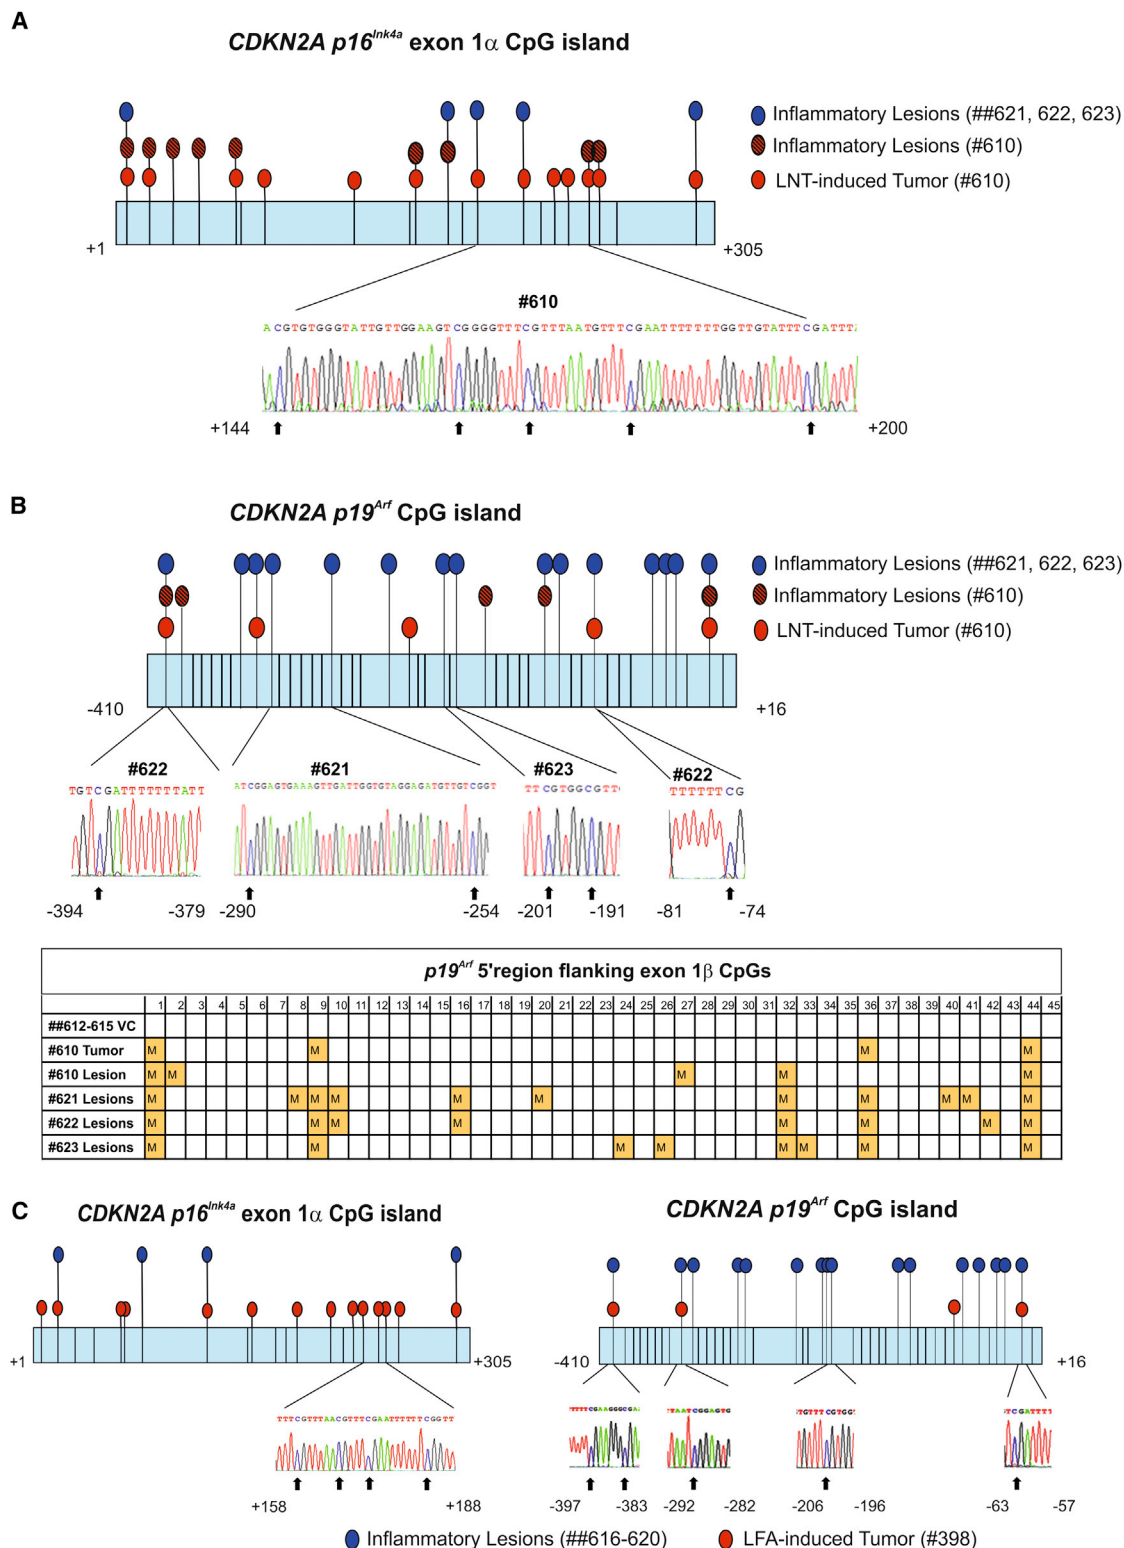 A
CDKN2A p16Ink4a exon 1α CpG island
Inflammatory Lesions (##621, 622, 623)
Inflammatory Lesions (#610)
LNT-induced Tumor (#610)
+1
+305
#610
A CGTGTGGGTATTGTTGGAAGTCGGGGTTTCGTTTAATGTTTCGAATTTTTTTGGTTGTATTTCGATTT
+144
+200
B
CDKN2A p19Arf CpG island
Inflammatory Lesions (##621, 622, 623)
Inflammatory Lesions (#610)
LNT-induced Tumor (#610)
-410
+16
#622
#621
#623
#622
TGTCGATTTTTTTATT
ATCGGAGTGAAAGTTGATTGGTGTAGGAGATGTTGTCGGT
TTCGTGGCGTT
TTTTTTCG
-394
-379
-290
-254
-201
-191
-81
-74
p19Arf 5'region flanking exon 1β CpGs
1 2 3 4 5 6 7 8 9 10 12 13 14 15 16 17 18 19 20 21 22 23 24 25 26 27 28 29 30 31 32 33 34 35 36 37 38 39 40 41 42 43 44 45
##612-615 VC
#610 Tumor M M M M
#610 Lesion M M M M M
#621 Lesions M M M M M M M M M M M
#622 Lesions M M M M M M M M
#623 Lesions M M M M M M M M
C
CDKN2A p16Ink4a exon 1α CpG island
CDKN2A p19Arf CpG island
+1
+305
-410
+16
TTTCGTTTAACGTTTCGAATTTTTTCGGTT
TTTTTCGAAGGGCGA
TAATCGGAGTG
TGTTTCGTGGT
TCGATTTT
+158
+188
-397
-383
-292
-282
-206
-196
-63
-57
Inflammatory Lesions (##616-620)
LFA-induced Tumor (#398)